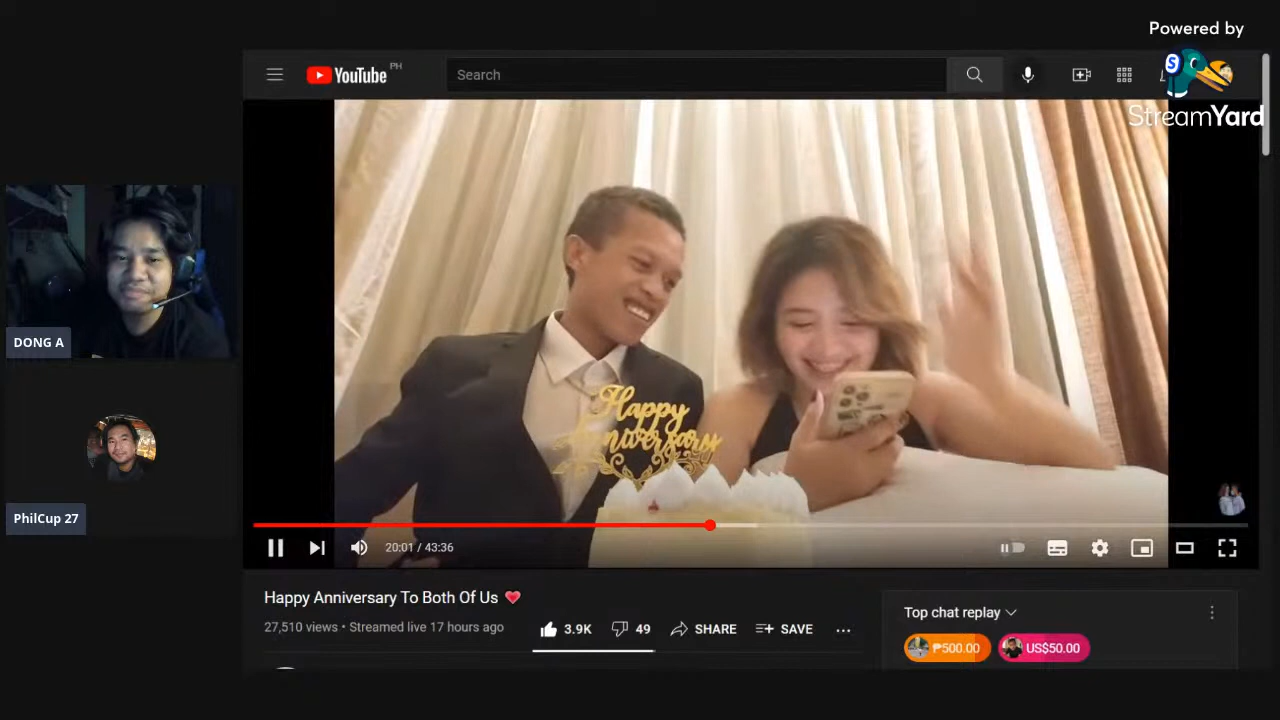 Powered by
StreamYard
YouTube PH
Search
DONG A
PhilCup 27
Happy
Anniversary
20:01 / 43:36
Happy Anniversary To Both Of Us
27,510 views • Streamed live 17 hours ago
3.9K
49
SHARE
SAVE
Top chat replay
₱500.00
US$50.00